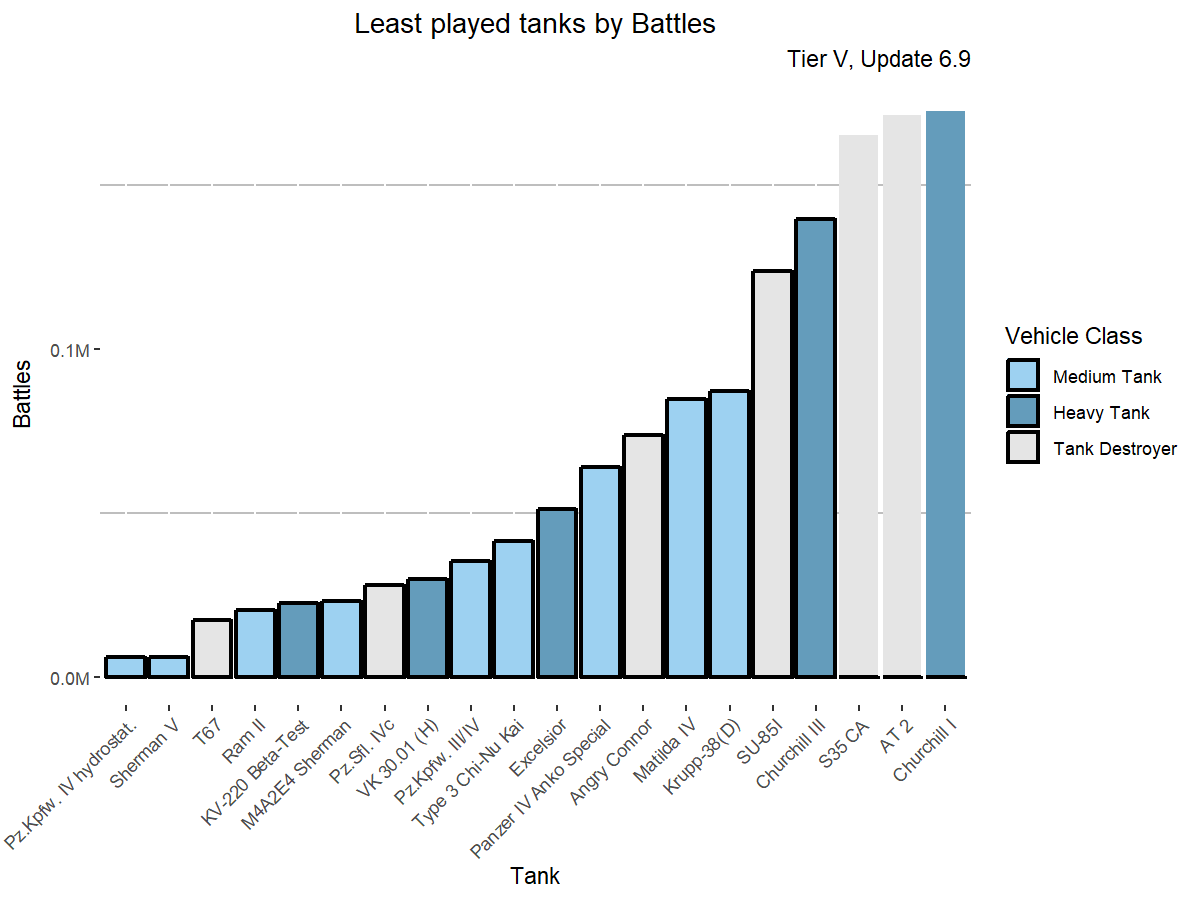 Least played tanks by Battles
Tier V, Update 6.9
Battles
0.1M
0.0M
Pz.Kpfw. IV hydrostat.
Sherman V
T67
Ram II
KV-220 Beta-Test
M4A2E4 Sherman
Pz.Sfl. IVc
VK 30.01 (H)
Pz.Kpfw. III/IV
Type 3 Chi-Nu Kai
Excelsior
Panzer IV Anko Special
Angry Connor
Matilda IV
Krupp-38(D)
SU-85I
Churchill III
S35 CA
AT 2
Churchill I
Tank
Vehicle Class
Medium Tank
Heavy Tank
Tank Destroyer